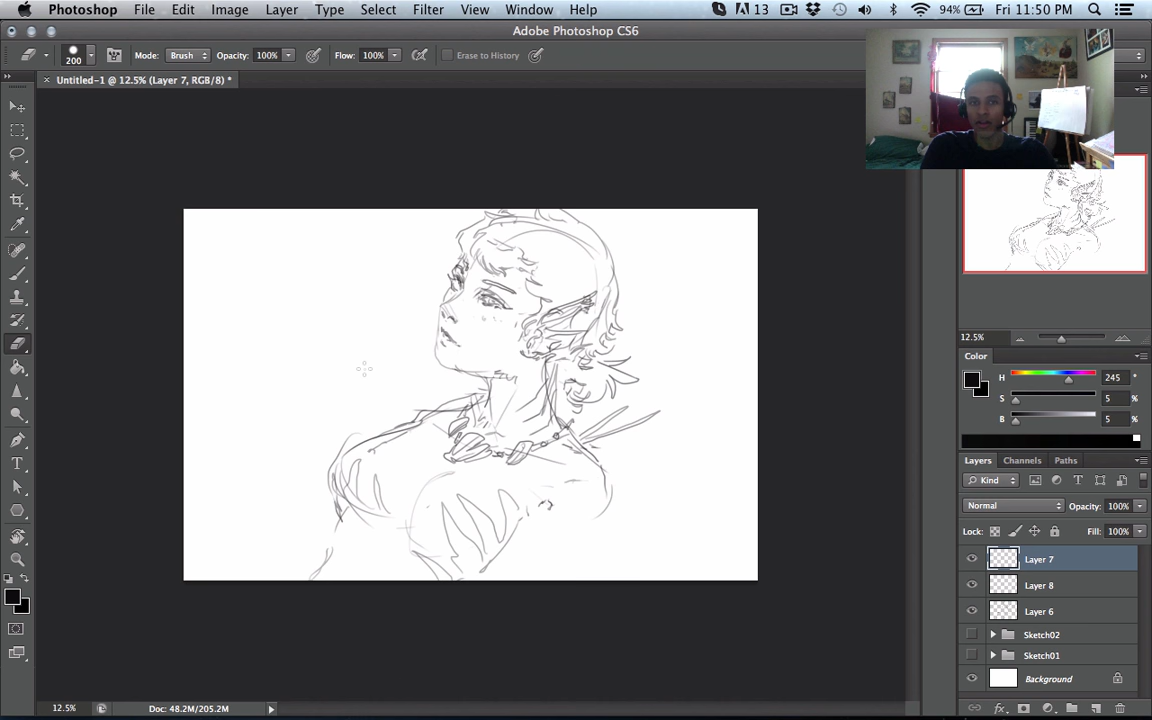 Photoshop File Edit Image Layer Type Select Filter View Window Help 13 94% Fri 11:50 PM
Adobe Photoshop CS6
200 Mode: Brush Opacity: 100% Flow: 100% Erase to History
× Untitled-1 @ 12.5% (Layer 7, RGB/8) *
12.5%
Color
H 245 °
S 5 %
B 5 %
Layers Channels Paths
Kind
Normal Opacity: 100%
Lock: Fill: 100%
Layer 7
Layer 8
Layer 6
Sketch02
Sketch01
Background
12.5% Doc: 48.2M/205.2M